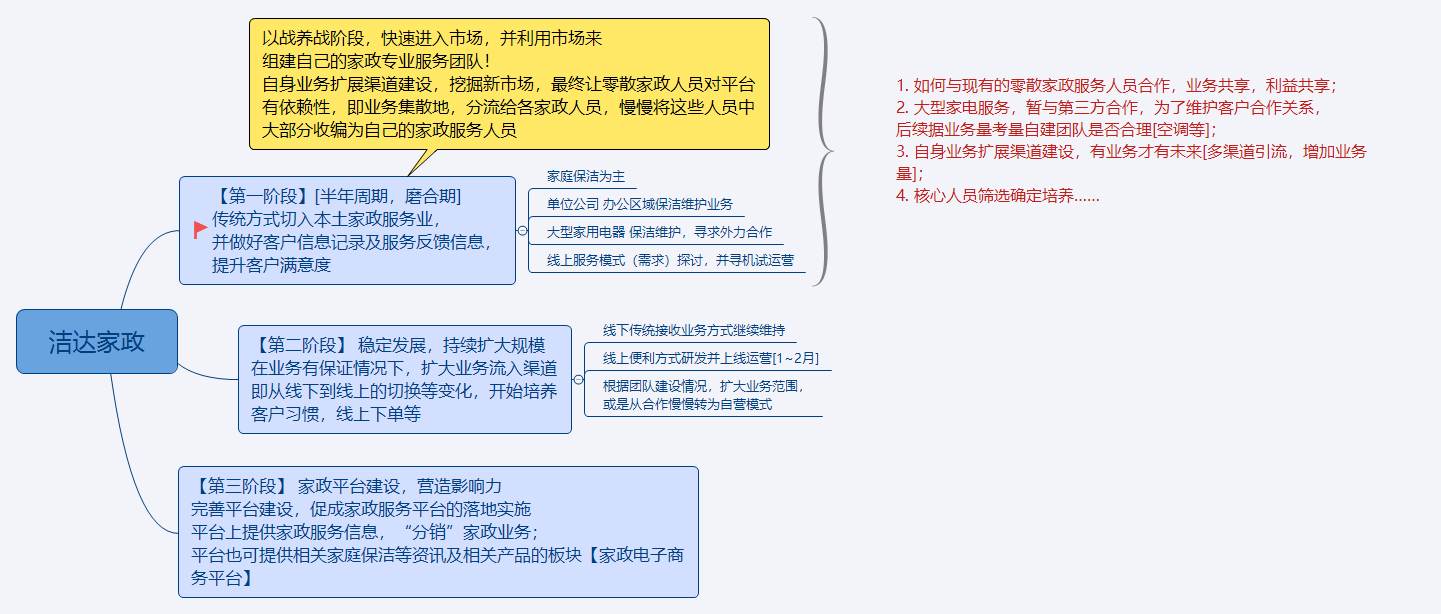 以战养战阶段，快速进入市场，并利用市场来
组建自己的家政专业服务团队！
自身业务扩展渠道建设，挖掘新市场，最终让零散家政人员对平台
有依赖性，即业务集散地，分流给各家政人员，慢慢将这些人员中
大部分收编为自己的家政服务人员
1. 如何与现有的零散家政服务人员合作，业务共享，利益共享；
2. 大型家电服务，暂与第三方合作，为了维护客户合作关系，
后续据业务量考量自建团队是否合理[空调等]；
3. 自身业务扩展渠道建设，有业务才有未来[多渠道引流，增加业务
量]；
4. 核心人员筛选确定培养......
【第一阶段】[半年周期，磨合期]
传统方式切入本土家政服务业，
并做好客户信息记录及服务反馈信息，
提升客户满意度
家庭保洁为主
单位公司 办公区域保洁维护业务
大型家用电器 保洁维护，寻求外力合作
线上服务模式（需求）探讨，并寻机试运营
洁达家政
【第二阶段】 稳定发展，持续扩大规模
在业务有保证情况下，扩大业务流入渠道
即从线下到线上的切换等变化，开始培养
客户习惯，线上下单等
线下传统接收业务方式继续维持
线上便利方式研发并上线运营[1~2月]
根据团队建设情况，扩大业务范围，
或是从合作慢慢转为自营模式
【第三阶段】 家政平台建设，营造影响力
完善平台建设，促成家政服务平台的落地实施
平台上提供家政服务信息，“分销”家政业务；
平台也可提供相关家庭保洁等资讯及相关产品的板块【家政电子商
务平台】